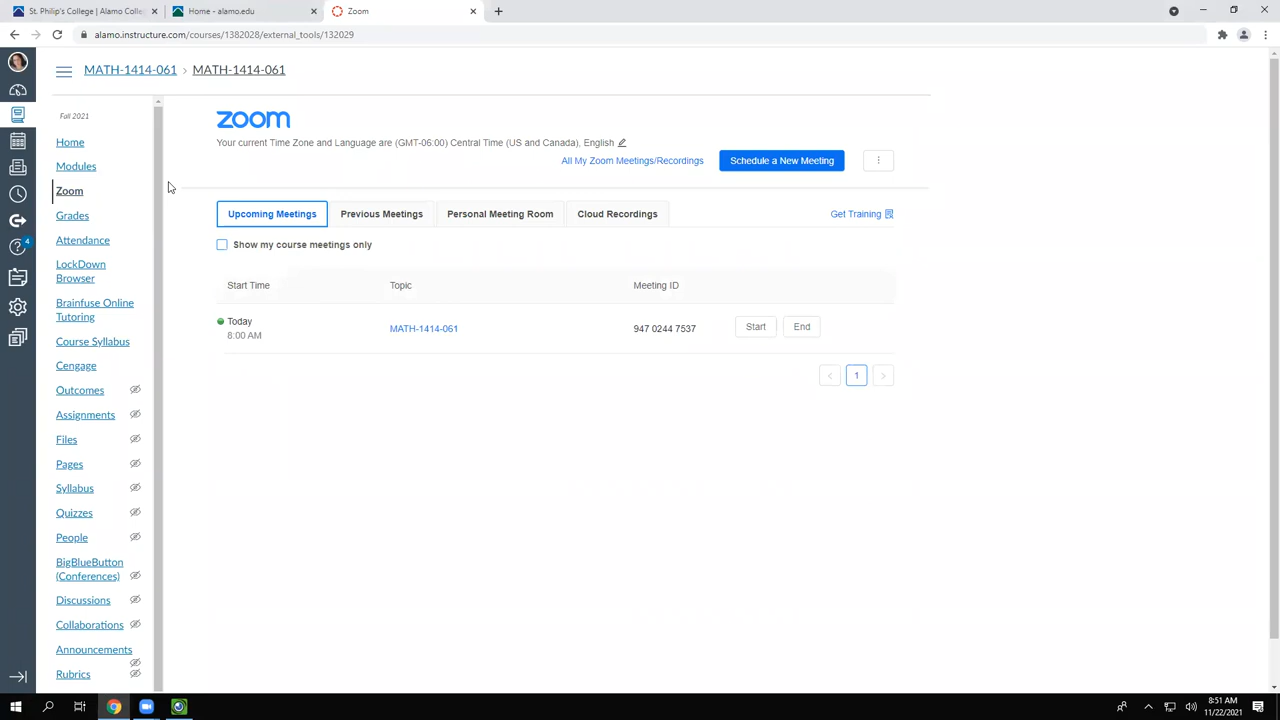 St. Philip's College | Alamo Col
Home - alamo.edu
Zoom
alamo.instructure.com/courses/1382028/external_tools/132029
MATH-1414-061 › MATH-1414-061
4
Fall 2021
Home
Modules
Zoom
Grades
Attendance
LockDown
Browser
Brainfuse Online
Tutoring
Course Syllabus
Cengage
Outcomes
Assignments
Files
Pages
Syllabus
Quizzes
People
BigBlueButton
(Conferences)
Discussions
Collaborations
Announcements
Rubrics
zoom
Your current Time Zone and Language are (GMT-06:00) Central Time (US and Canada), English
All My Zoom Meetings/Recordings
Schedule a New Meeting
Upcoming Meetings
Previous Meetings
Personal Meeting Room
Cloud Recordings
Get Training
Show my course meetings only
Start Time Topic Meeting ID
Today
8:00 AM
MATH-1414-061
947 0244 7537
Start
End
< 1 >
8:51 AM
11/22/2021